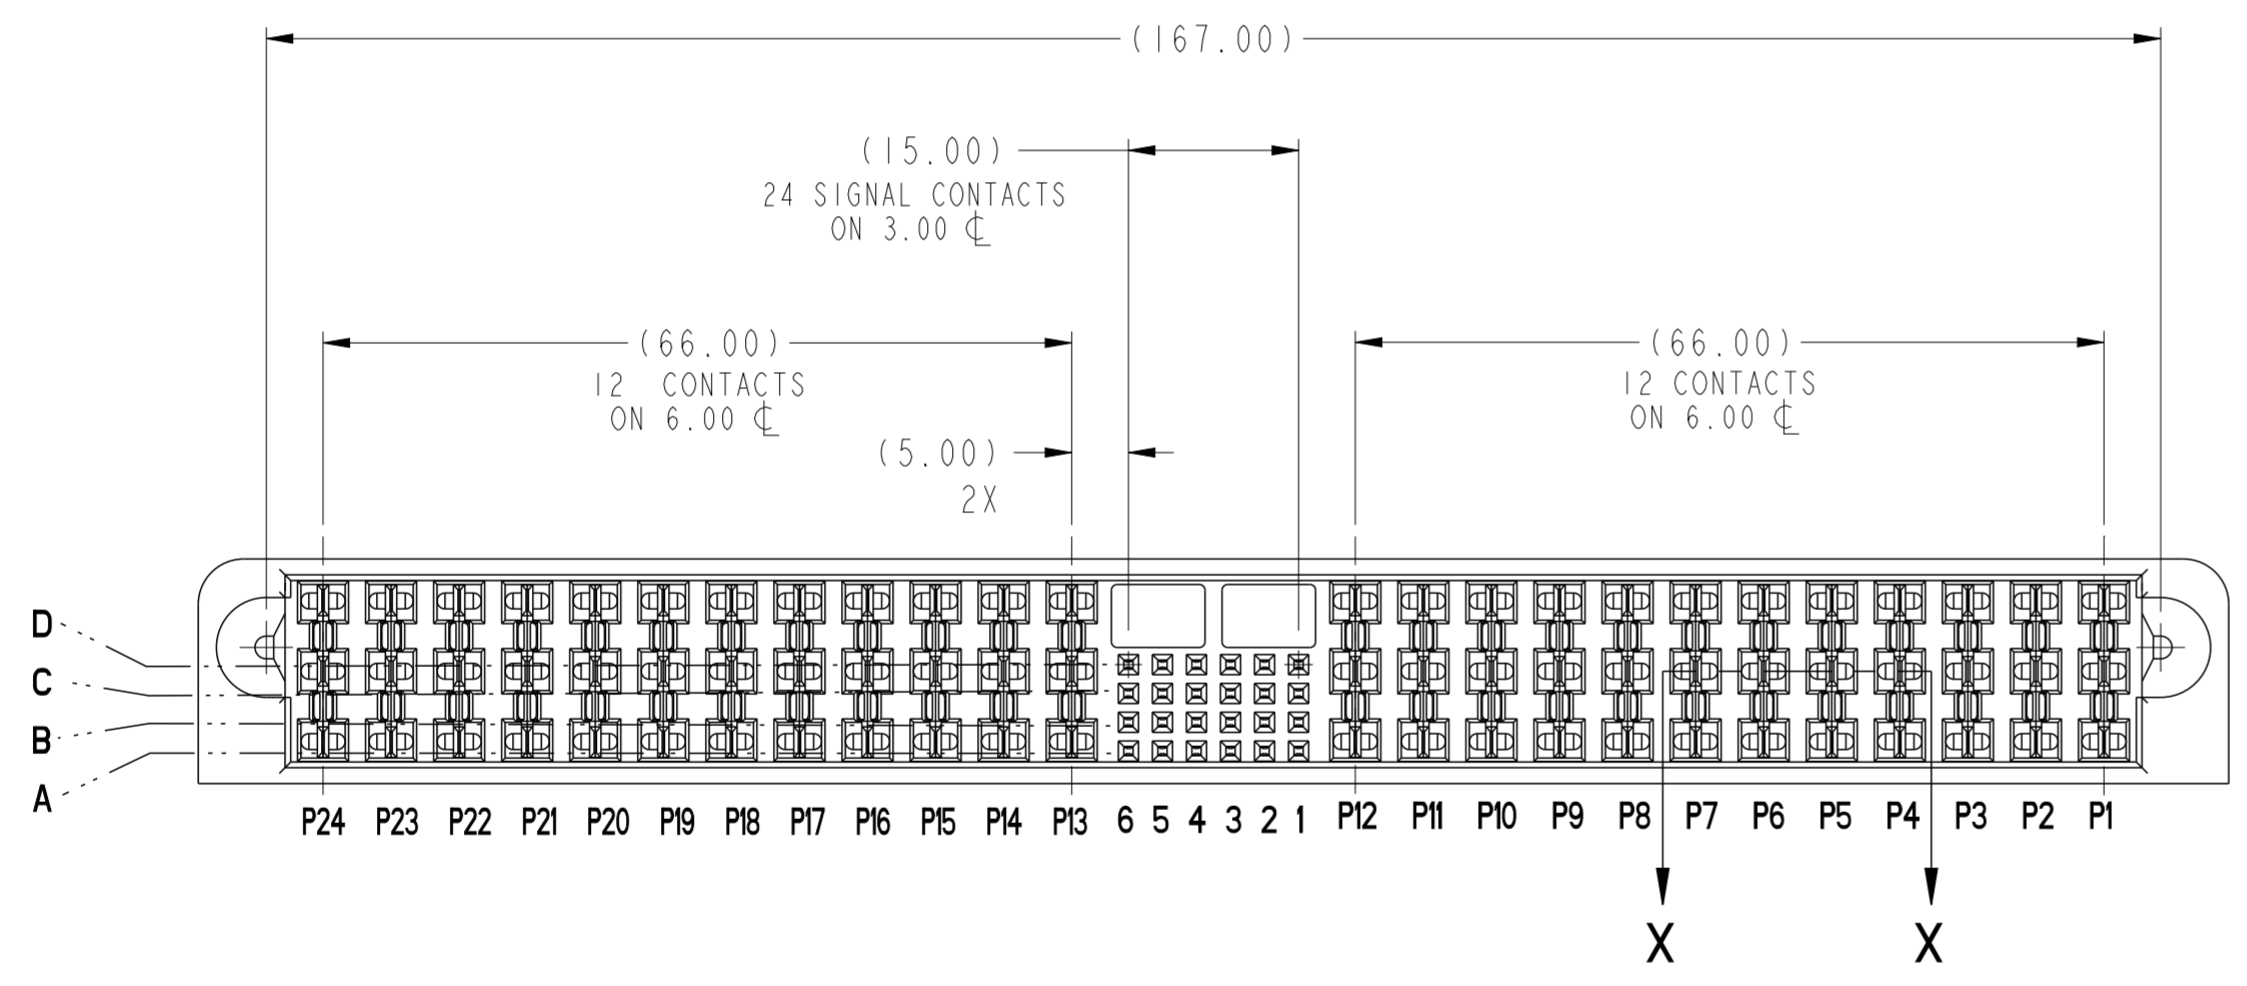 (167.00)
(15.00)
24 SIGNAL CONTACTS
ON 3.00 ℄
(66.00)
12 CONTACTS
ON 6.00 ℄
(66.00)
12 CONTACTS
ON 6.00 ℄
(5.00)
2X
D
C
B
A
P24 P23 P22 P21 P20 P19 P18 P17 P16 P15 P14 P13 6 5 4 3 2 1 P12 P11 P10 P9 P8 P7 P6 P5 P4 P3 P2 P1
X X